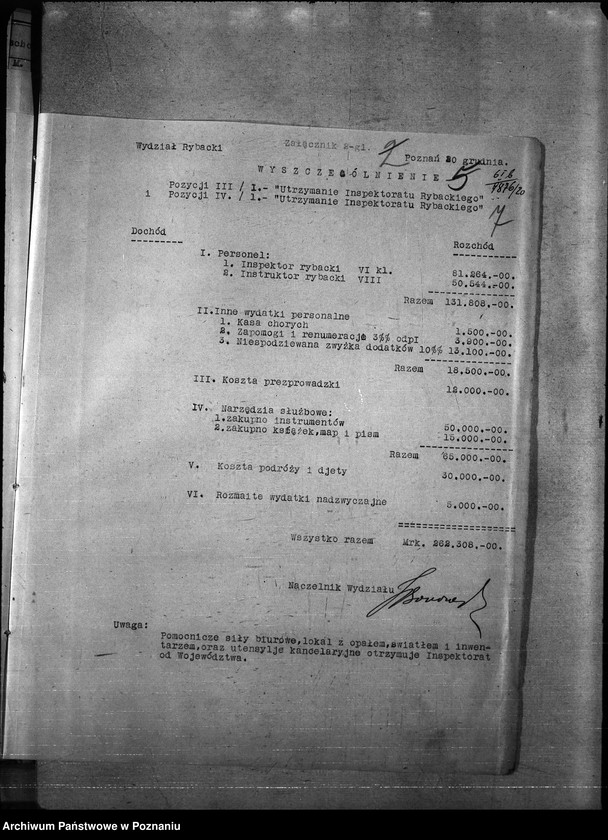 Wydział Rybacki
Załącznik 2-gi.
Poznań 20 grudnia.
WYSZCZEGÓLNIENIE 5
Pozycji III / 1.- "Utrzymanie Inspektoratu Rybackiego"
i Pozycji IV. / 1.- "Utrzymanie Inspektoratu Rybackiego"
7
Dochód Rozchód
I. Personel:
1. Inspektor rybacki VI kl. 81.264.-00.
2. Instruktor rybacki VIII 50.544.-00.
Razem 131.808.-00.
II.Inne wydatki personalne
1. Kasa chorych 1.500.-00.
2. Zapomogi i renumeracje 3%% odpI 3.900.-00.
3. Niespodziewana zwyżka dodatków 10%% 13.100.-00.
Razem 18.500.-00.
III. Koszta prezprowadzki 12.000.-00.
IV. Narzędzia służbowe:
1.zakupno instrumentów 50.000.-00.
2.zakupno książek,map i pism 15.000.-00.
Razem 65.000.-00.
V. Koszta podróży i djety 30.000.-00.
VI. Rozmaite wydatki nadzwyczajne 5.000.-00.
Wszystko razem Mrk. 262.308.-00.
Naczelnik Wydziału
Uwaga:
Pomocnicze siły biurowe,lokal z opałem,światłem i inwen-
tarzem,oraz utensylje kancelaryjne otrzymuje Inspektorat
od Województwa.
Archiwum Państwowe w Poznaniu